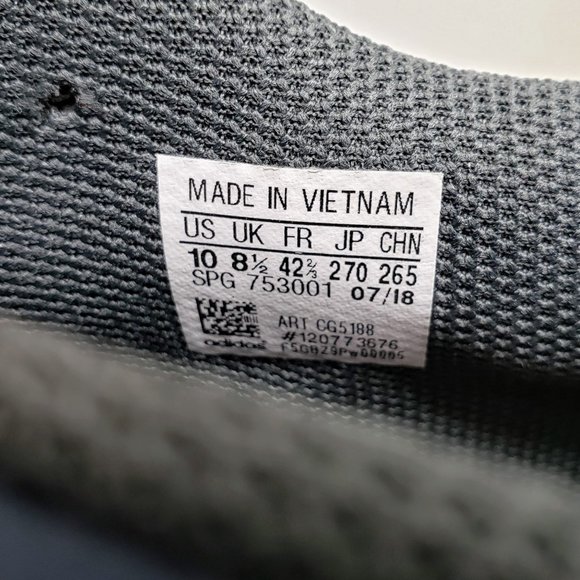 MADE IN VIETNAM
US UK FR JP CHN
10 8½ 42⅔ 270 265
SPG 753001 07/18
ART CG5188
#120773676
adidas